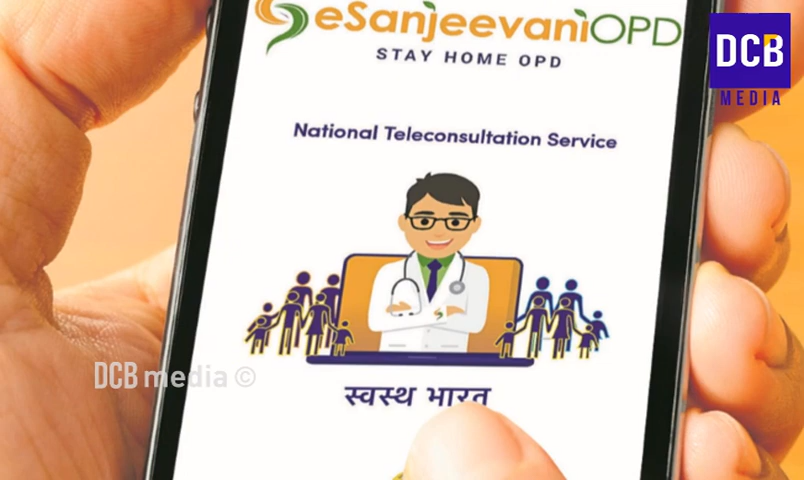 eSanjeevaniOPD
STAY HOME OPD
DCB
MEDIA
National Teleconsultation Service
DCB media ©
स्वस्थ भारत